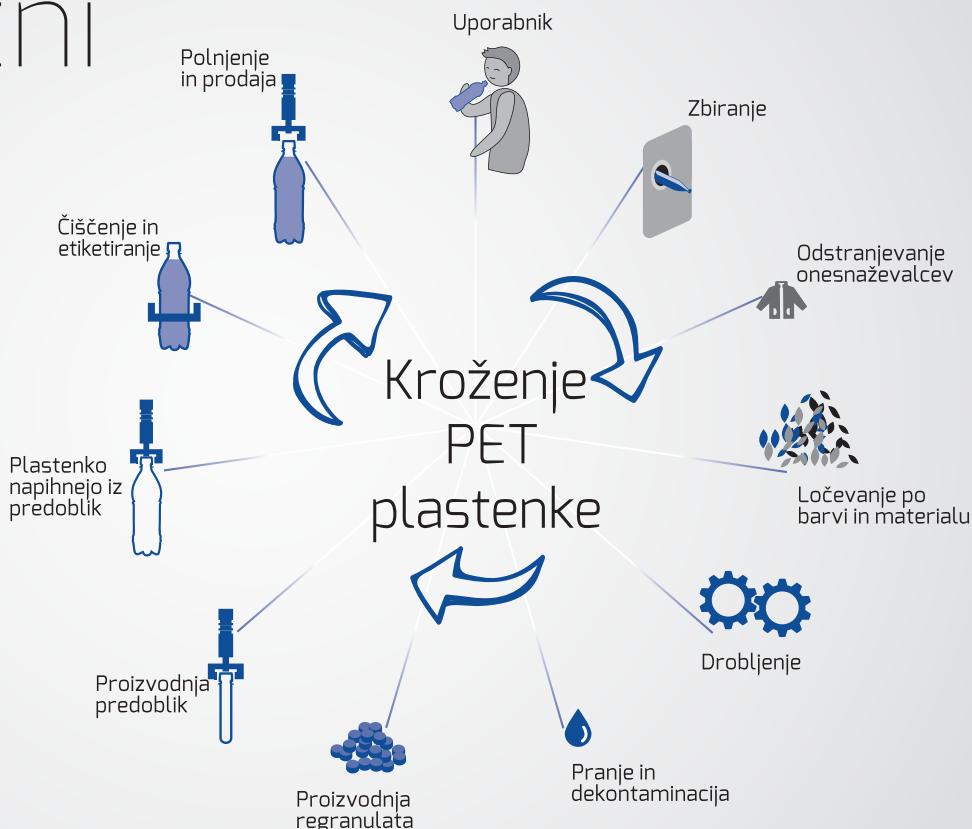 Uporabnik
Zbiranje
Odstranjevanje
onesnaževalcev
Ločevanje po
barvi in materialu
Drobljenje
Pranje in
dekontaminacija
Proizvodnja
regranulata
Proizvodnja
predoblik
Plastenko
napihnejo iz
predoblik
Čiščenje in
etiketiranje
Polnjenje
in prodaja
Kroženje
PET
plastenke